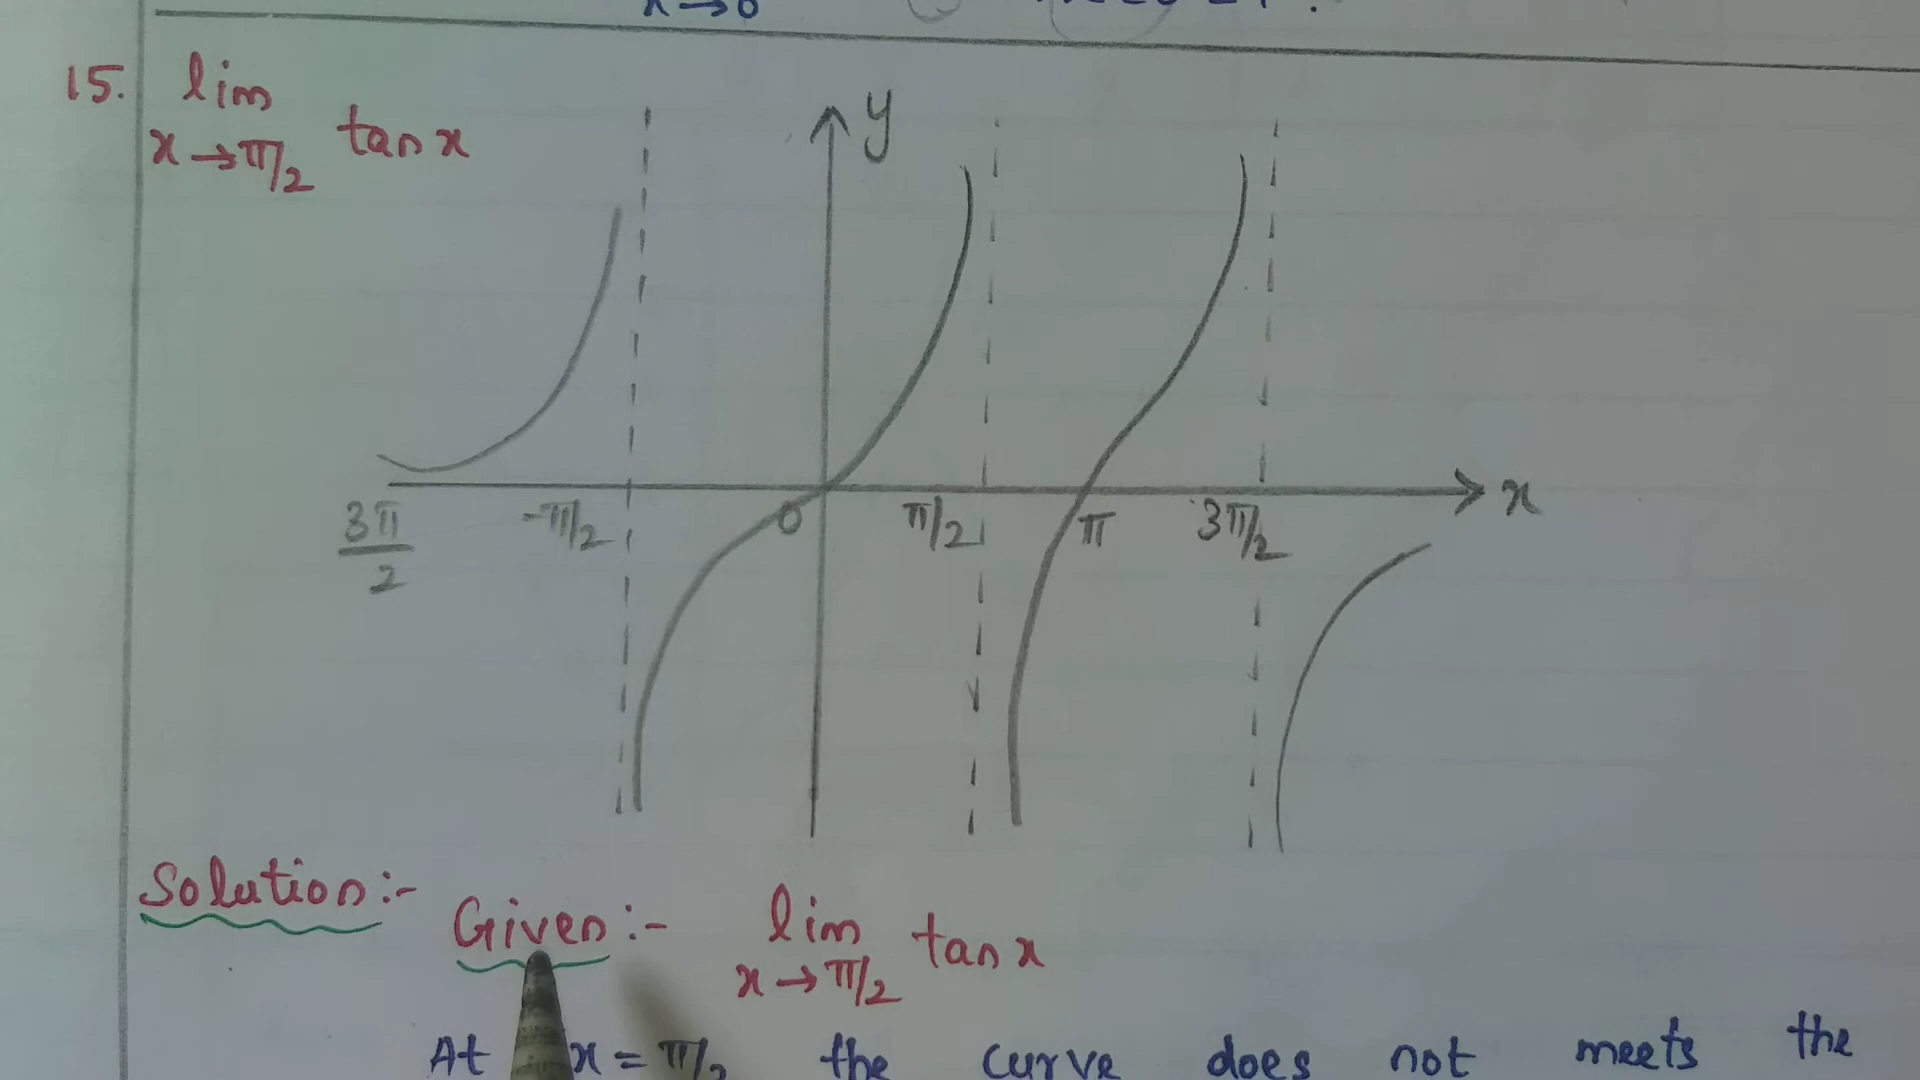 x→0
15. lim tan x
x→π/2
y
3π/2 -π/2 0 π/2 π 3π/2 x
Solution:-
Given:- lim tan x
x→π/2
At x = π/2 the curve does not meets the